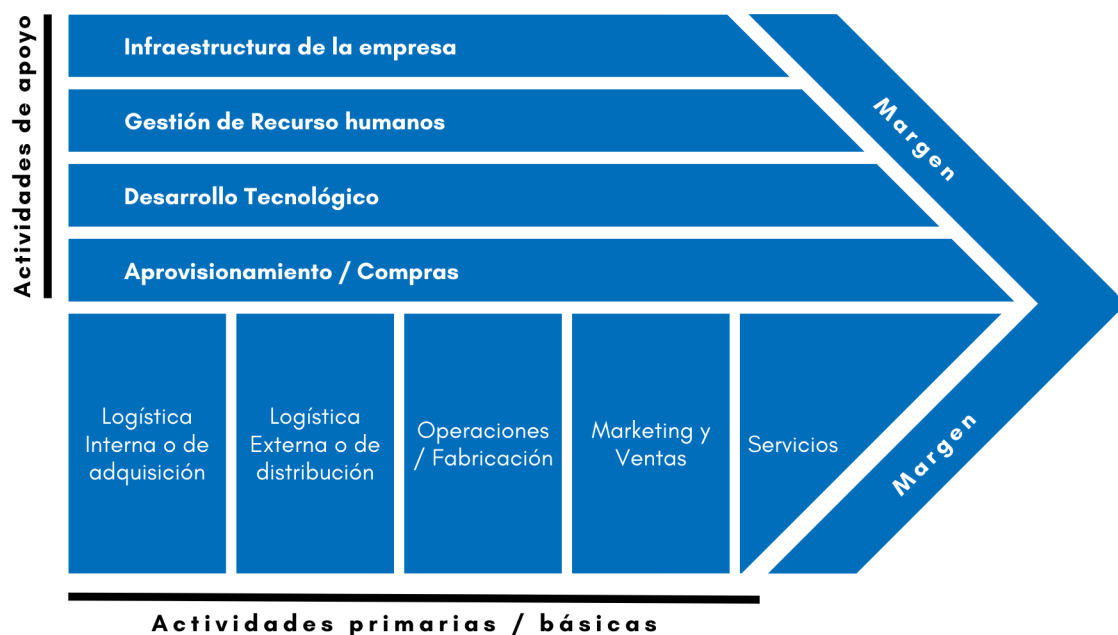 Actividades de apoyo
Infraestructura de la empresa
Gestión de Recurso humanos
Desarrollo Tecnológico
Aprovisionamiento / Compras
Margen
Logística
Interna o de
adquisición
Logística
Externa o de
distribución
Operaciones
/ Fabricación
Marketing y
Ventas
Servicios
Margen
Actividades primarias / básicas